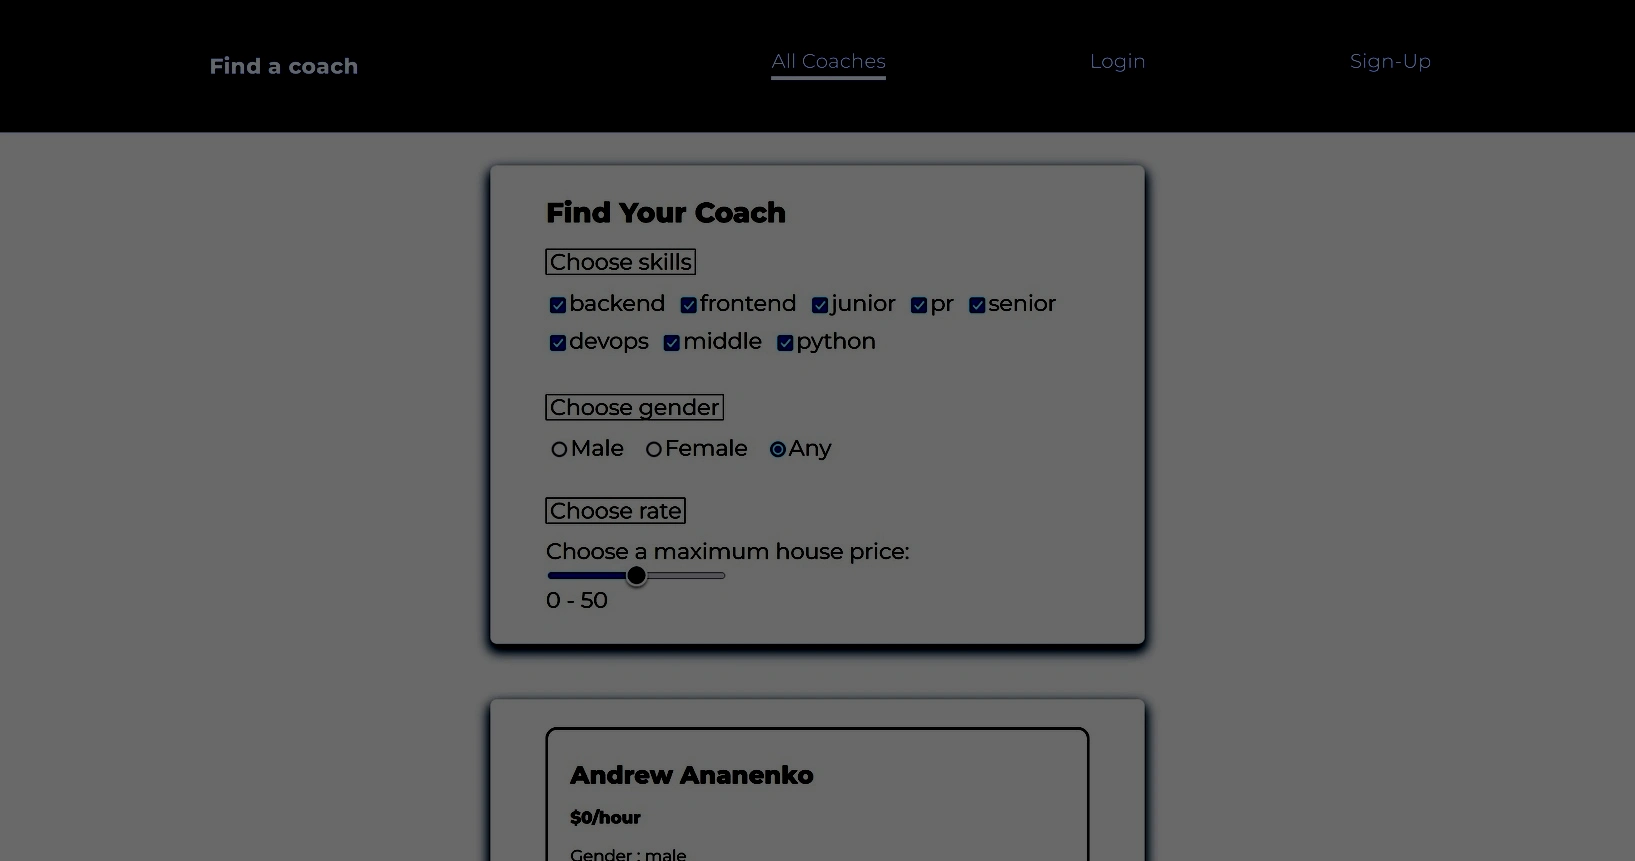 Find a coach
All Coaches
Login
Sign-Up
Find Your Coach
Choose skills
backend frontend junior pr senior
devops middle python
Choose gender
Male Female Any
Choose rate
Choose a maximum house price:
0 - 50
Andrew Ananenko
$0/hour
Gender : male